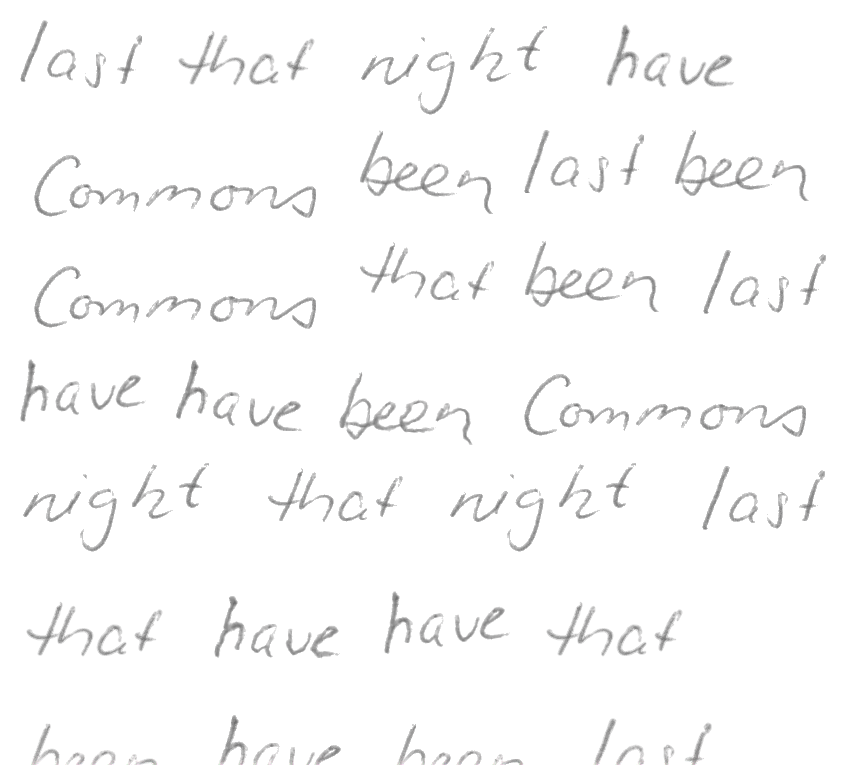 last that night have
Commons been last been
Commons that been last
have have been Commons
night that night last
that have have that
been have been last